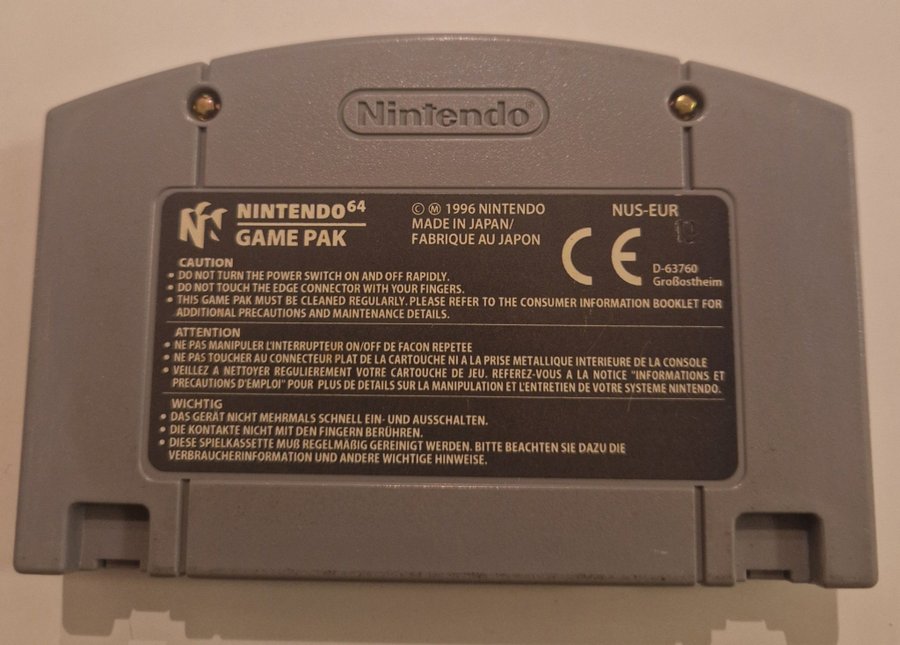 Nintendo®
NINTENDO 64
GAME PAK
© Ⓜ 1996 NINTENDO
MADE IN JAPAN/
FABRIQUE AU JAPON
NUS-EUR
CE
D-63760
Großostheim
CAUTION
• DO NOT TURN THE POWER SWITCH ON AND OFF RAPIDLY.
• DO NOT TOUCH THE EDGE CONNECTOR WITH YOUR FINGERS.
• THIS GAME PAK MUST BE CLEANED REGULARLY. PLEASE REFER TO THE CONSUMER INFORMATION BOOKLET FOR
ADDITIONAL PRECAUTIONS AND MAINTENANCE DETAILS.
ATTENTION
• NE PAS MANIPULER L'INTERRUPTEUR ON/OFF DE FACON REPETEE
• NE PAS TOUCHER AU CONNECTEUR PLAT DE LA CARTOUCHE NI A LA PRISE METALLIQUE INTERIEURE DE LA CONSOLE
• VEILLEZ A NETTOYER REGULIEREMENT VOTRE CARTOUCHE DE JEU. REFEREZ-VOUS A LA NOTICE "INFORMATIONS ET
PRECAUTIONS D'EMPLOI" POUR PLUS DE DETAILS SUR LA MANIPULATION ET L'ENTRETIEN DE VOTRE SYSTEME NINTENDO.
WICHTIG
• DAS GERÄT NICHT MEHRMALS SCHNELL EIN- UND AUSSCHALTEN.
• DIE KONTAKTE NICHT MIT DEN FINGERN BERÜHREN.
• DIESE SPIELKASSETTE MUß REGELMÄßIG GEREINIGT WERDEN. BITTE BEACHTEN SIE DAZU DIE
VERBRAUCHERINFORMATION UND ANDERE WICHTIGE HINWEISE.